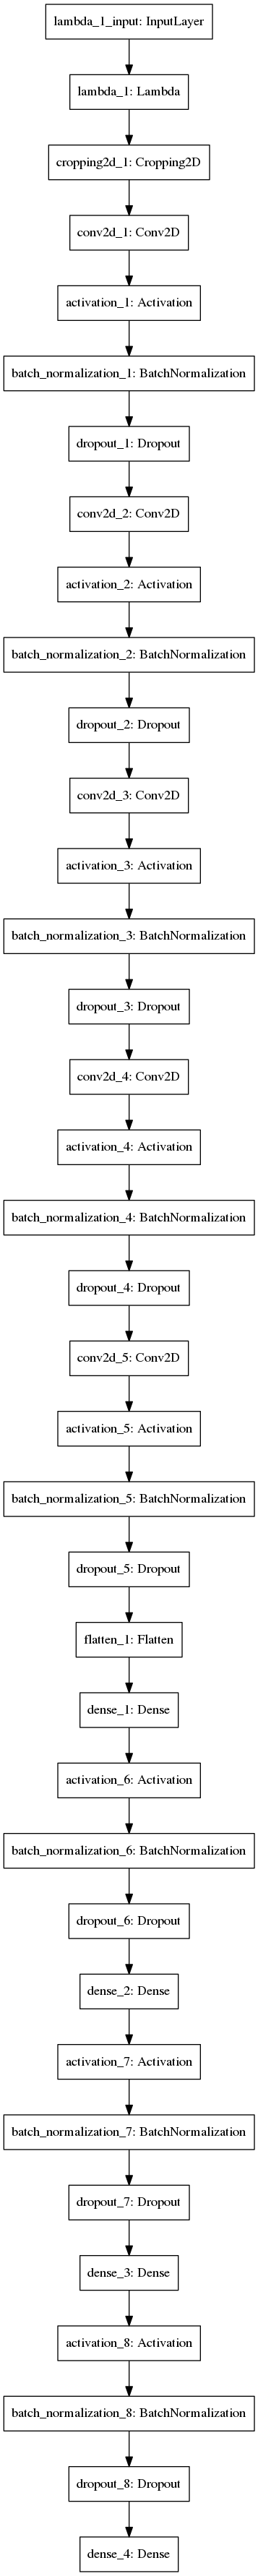 lambda_1_input: InputLayer
lambda_1: Lambda
cropping2d_1: Cropping2D
conv2d_1: Conv2D
activation_1: Activation
batch_normalization_1: BatchNormalization
dropout_1: Dropout
conv2d_2: Conv2D
activation_2: Activation
batch_normalization_2: BatchNormalization
dropout_2: Dropout
conv2d_3: Conv2D
activation_3: Activation
batch_normalization_3: BatchNormalization
dropout_3: Dropout
conv2d_4: Conv2D
activation_4: Activation
batch_normalization_4: BatchNormalization
dropout_4: Dropout
conv2d_5: Conv2D
activation_5: Activation
batch_normalization_5: BatchNormalization
dropout_5: Dropout
flatten_1: Flatten
dense_1: Dense
activation_6: Activation
batch_normalization_6: BatchNormalization
dropout_6: Dropout
dense_2: Dense
activation_7: Activation
batch_normalization_7: BatchNormalization
dropout_7: Dropout
dense_3: Dense
activation_8: Activation
batch_normalization_8: BatchNormalization
dropout_8: Dropout
dense_4: Dense